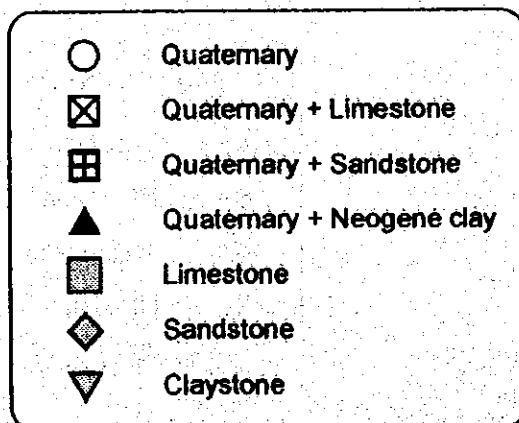 Quaternary
Quaternary + Limestone
Quaternary + Sandstone
Quaternary + Neogene clay
Limestone
Sandstone
Claystone